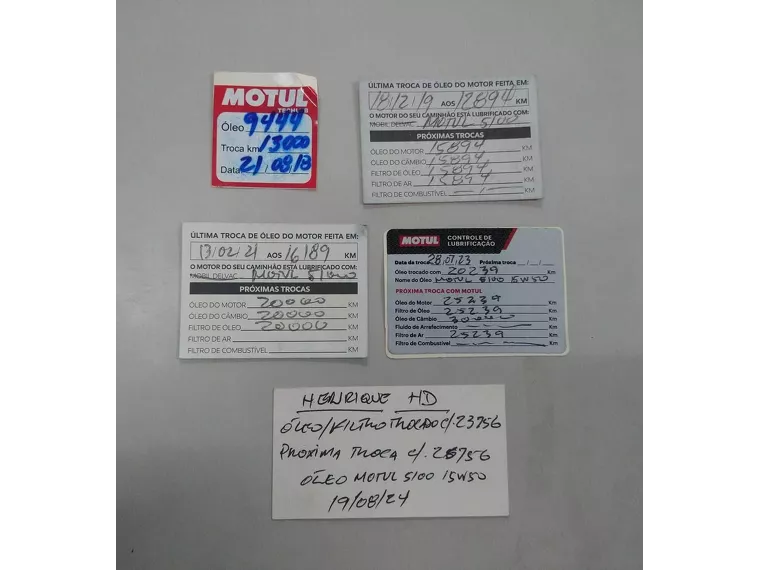 MOTUL
Óleo 9444
Troca km 13000
Data 21/08/18
ÚLTIMA TROCA DE ÓLEO DO MOTOR FEITA EM:
18/2/19 AOS 12894 KM
O MOTOR DO SEU CAMINHÃO ESTÁ LUBRIFICADO COM:
MOBIL DELVAC MOTUL 5100
PRÓXIMAS TROCAS
ÓLEO DO MOTOR 15894 KM
ÓLEO DO CÂMBIO 15894 KM
FILTRO DE ÓLEO 15894 KM
FILTRO DE AR 15894 KM
FILTRO DE COMBUSTÍVEL KM
ÚLTIMA TROCA DE ÓLEO DO MOTOR FEITA EM:
13/02/21 AOS 16189 KM
O MOTOR DO SEU CAMINHÃO ESTÁ LUBRIFICADO COM:
MOBIL DELVAC MOTUL 5100
PRÓXIMAS TROCAS
ÓLEO DO MOTOR 20000 KM
ÓLEO DO CÂMBIO 20000 KM
FILTRO DE ÓLEO 20000 KM
FILTRO DE AR KM
FILTRO DE COMBUSTÍVEL KM
MOTUL CONTROLE DE
LUBRIFICAÇÃO
Data da troca 28.07.23 Próxima troca
Óleo trocado com 20239 Km
Nome do Óleo MOTUL 5100 15W50
PRÓXIMA TROCA COM MOTUL
Óleo do Motor 25239 Km
Filtro de Óleo 25239 Km
Óleo de Câmbio 30000 Km
Fluido de Arrefecimento Km
Filtro de Ar 25239 Km
Filtro de Combustível Km
HENRIQUE HD
ÓLEO/FILTRO TROCADO C/. 23756
PROXIMA TROCA C/. 28756
ÓLEO MOTUL 5100 15W50
19/08/24